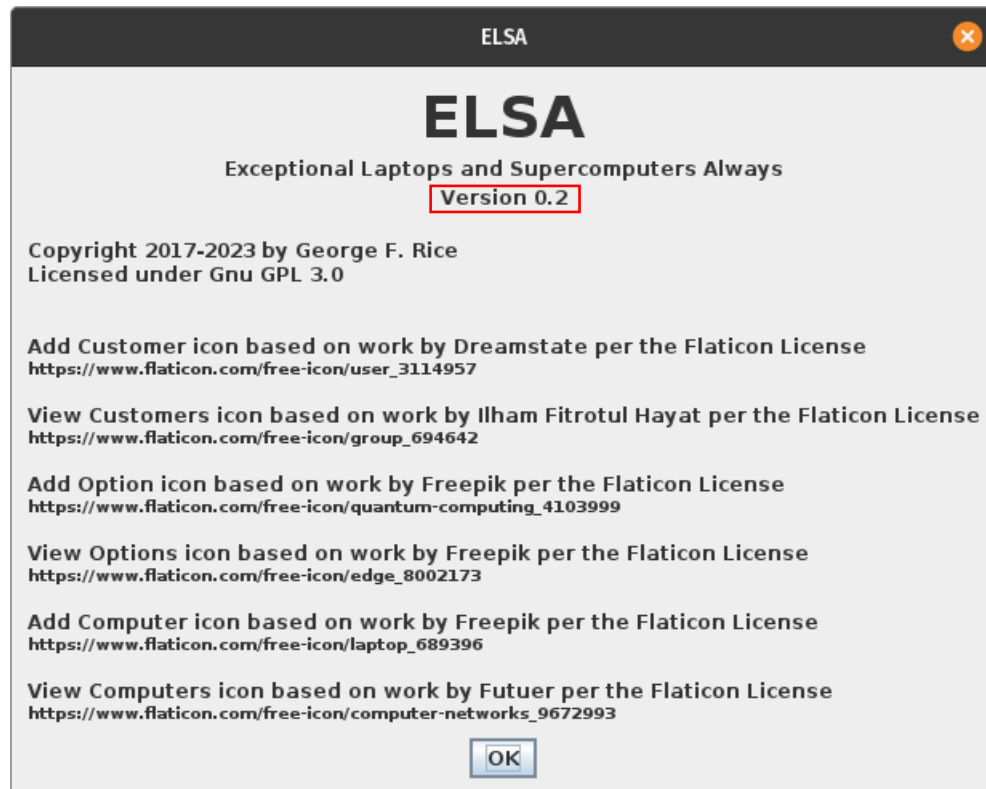 ELSA
ELSA
Exceptional Laptops and Supercomputers Always
Version 0.2
Copyright 2017-2023 by George F. Rice
Licensed under Gnu GPL 3.0
Add Customer icon based on work by Dreamstate per the Flaticon License
https://www.flaticon.com/free-icon/user_3114957
View Customers icon based on work by Ilham Fitrotul Hayat per the Flaticon License
https://www.flaticon.com/free-icon/group_694642
Add Option icon based on work by Freepik per the Flaticon License
https://www.flaticon.com/free-icon/quantum-computing_4103999
View Options icon based on work by Freepik per the Flaticon License
https://www.flaticon.com/free-icon/edge_8002173
Add Computer icon based on work by Freepik per the Flaticon License
https://www.flaticon.com/free-icon/laptop_689396
View Computers icon based on work by Futuer per the Flaticon License
https://www.flaticon.com/free-icon/computer-networks_9672993
OK